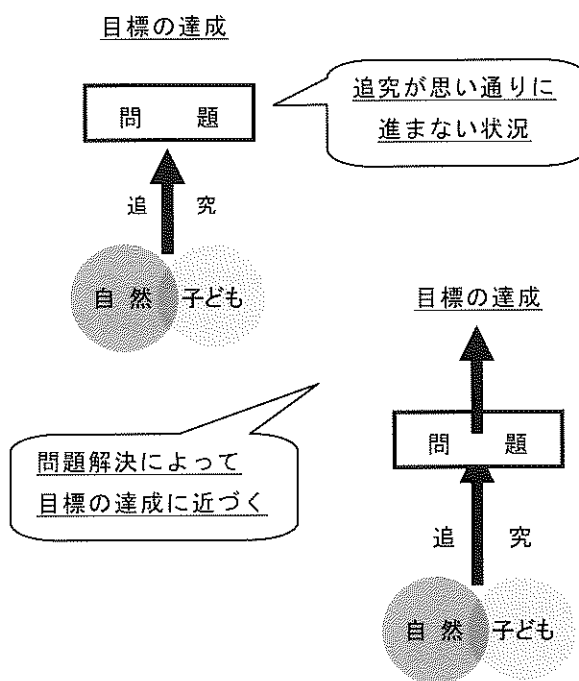 目標の達成
問 題
追究が思い通りに
進まない状況
追 究
自 然 子ども
目標の達成
問題解決によって
目標の達成に近づく
問 題
追 究
自 然 子ども